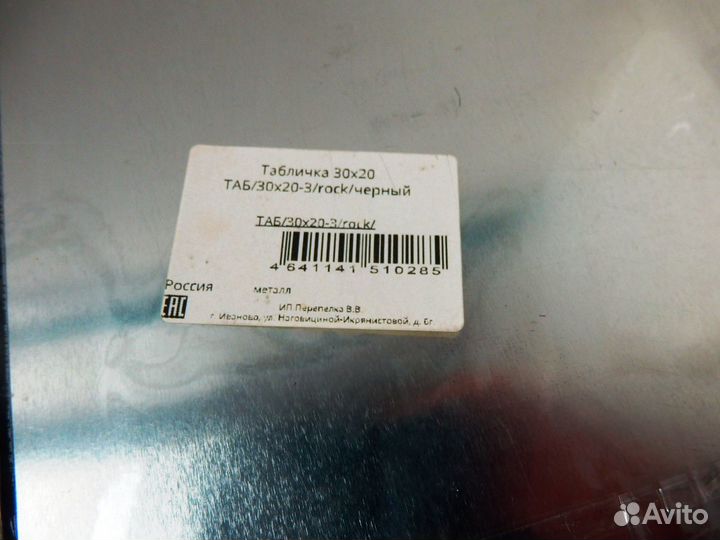 Табличка 30x20
ТАБ/30x20-3/rock/черный
ТАБ/30x20-3/rock/
4 641141 510285
Россия металл
EAC
ИП Перепелка В.В.
г. Иваново, ул. Наговициной-Икрянистовой, д. 6г
Avito